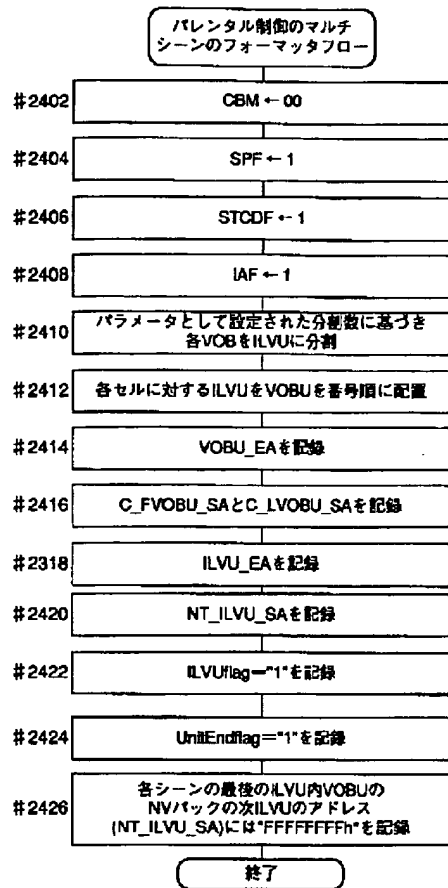 パレンタル制御のマルチ
シーンのフォーマッタフロー
#2402
CBM ← 00
#2404
SPF ← 1
#2406
STCDF ← 1
#2408
IAF ← 1
#2410
パラメータとして設定された分割数に基づき
各VOBをILVUに分割
#2412
各セルに対するILVUをVOBUを番号順に配置
#2414
VOBU_EAを記録
#2416
C_FVOBU_SAとC_LVOBU_SAを記録
#2318
ILVU_EAを記録
#2420
NT_ILVU_SAを記録
#2422
ILVUflag="1"を記録
#2424
UnitEndflag="1"を記録
#2426
各シーンの最後のILVU内VOBUの
NVパックの次ILVUのアドレス
(NT_ILVU_SA)には"FFFFFFFFh"を記録
終了